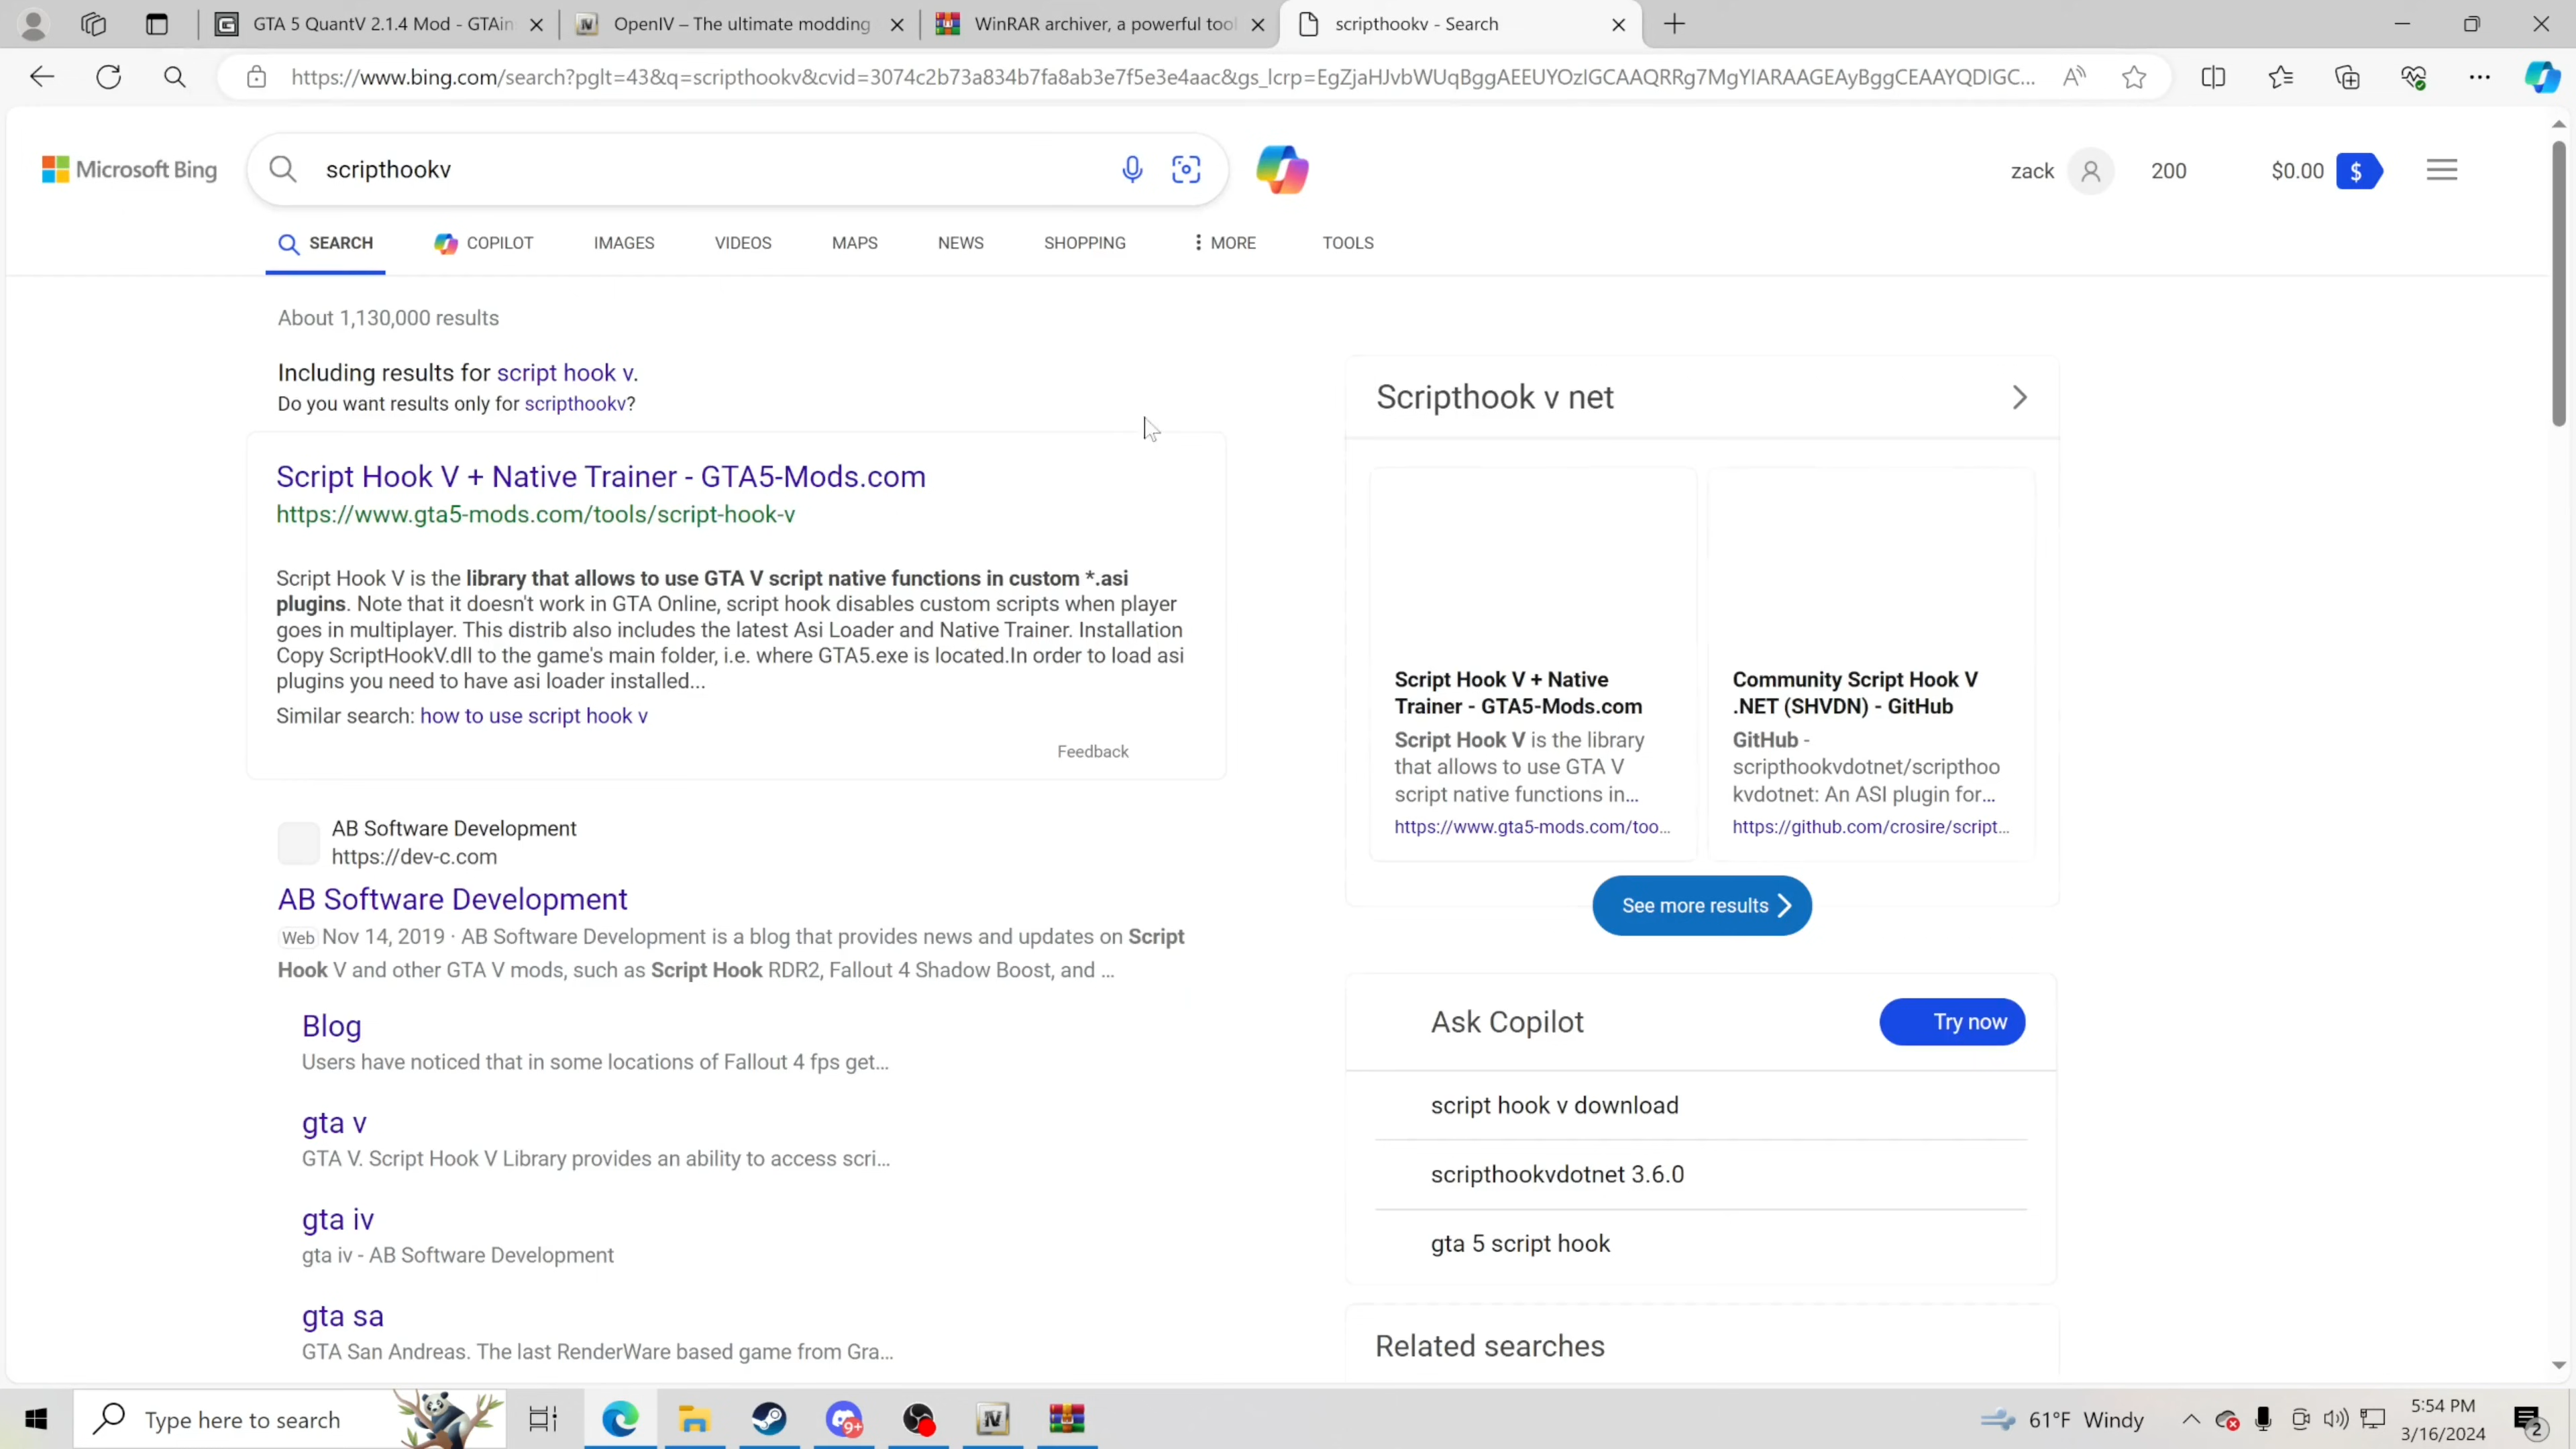 GTA 5 QuantV 2.1.4 Mod - GTAin
OpenIV – The ultimate modding
WinRAR archiver, a powerful tool
scripthookv - Search
https://www.bing.com/search?pglt=43&q=scripthookv&cvid=3074c2b73a834b7fa8ab3e7f5e3e4aac&gs_lcrp=EgZjaHJvbWUqBggAEEUYOzIGCAAQRRg7MgYIARAAGEAyBggCEAAYQDIGC...
Microsoft Bing
scripthookv
zack
200
$0.00
SEARCH
COPILOT
IMAGES
VIDEOS
MAPS
NEWS
SHOPPING
MORE
TOOLS
About 1,130,000 results
Including results for script hook v.
Do you want results only for scripthookv?
Script Hook V + Native Trainer - GTA5-Mods.com
https://www.gta5-mods.com/tools/script-hook-v
Script Hook V is the library that allows to use GTA V script native functions in custom *.asi
plugins. Note that it doesn't work in GTA Online, script hook disables custom scripts when player
goes in multiplayer. This distrib also includes the latest Asi Loader and Native Trainer. Installation
Copy ScriptHookV.dll to the game's main folder, i.e. where GTA5.exe is located.In order to load asi
plugins you need to have asi loader installed...
Similar search: how to use script hook v
Feedback
AB Software Development
https://dev-c.com
AB Software Development
Web Nov 14, 2019 · AB Software Development is a blog that provides news and updates on Script
Hook V and other GTA V mods, such as Script Hook RDR2, Fallout 4 Shadow Boost, and ...
Blog
Users have noticed that in some locations of Fallout 4 fps get...
gta v
GTA V. Script Hook V Library provides an ability to access scri...
gta iv
gta iv - AB Software Development
gta sa
GTA San Andreas. The last RenderWare based game from Gra...
Scripthook v net
Script Hook V + Native
Trainer - GTA5-Mods.com
Script Hook V is the library
that allows to use GTA V
script native functions in...
https://www.gta5-mods.com/too...
Community Script Hook V
.NET (SHVDN) - GitHub
GitHub -
scripthookvdotnet/scripthoo
kvdotnet: An ASI plugin for...
https://github.com/crosire/script...
See more results
Ask Copilot
Try now
script hook v download
scripthookvdotnet 3.6.0
gta 5 script hook
Related searches
Type here to search
9+
IV
61°F Windy
5:54 PM
3/16/2024
2